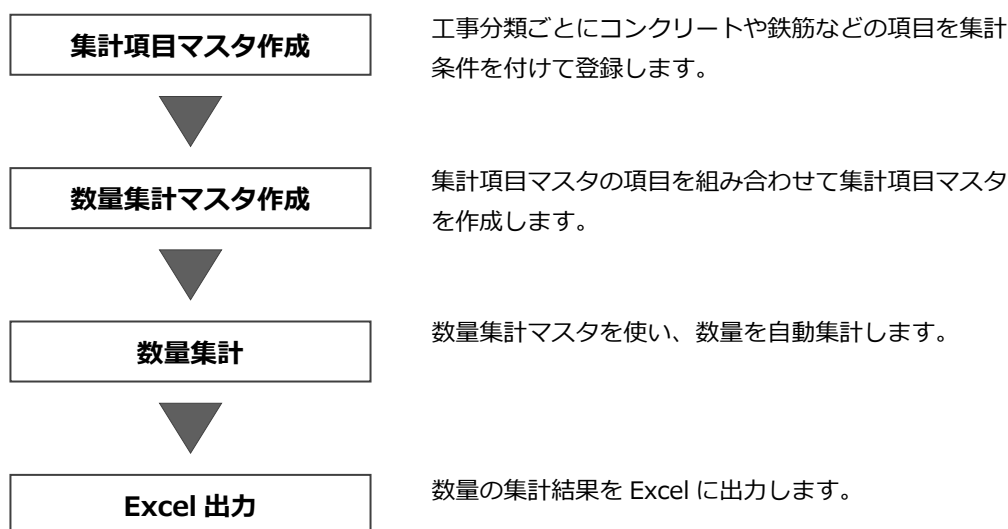 集計項目マスタ作成
工事分類ごとにコンクリートや鉄筋などの項目を集計
条件を付けて登録します。
数量集計マスタ作成
集計項目マスタの項目を組み合わせて集計項目マスタ
を作成します。
数量集計
数量集計マスタを使い、数量を自動集計します。
Excel 出力
数量の集計結果を Excel に出力します。